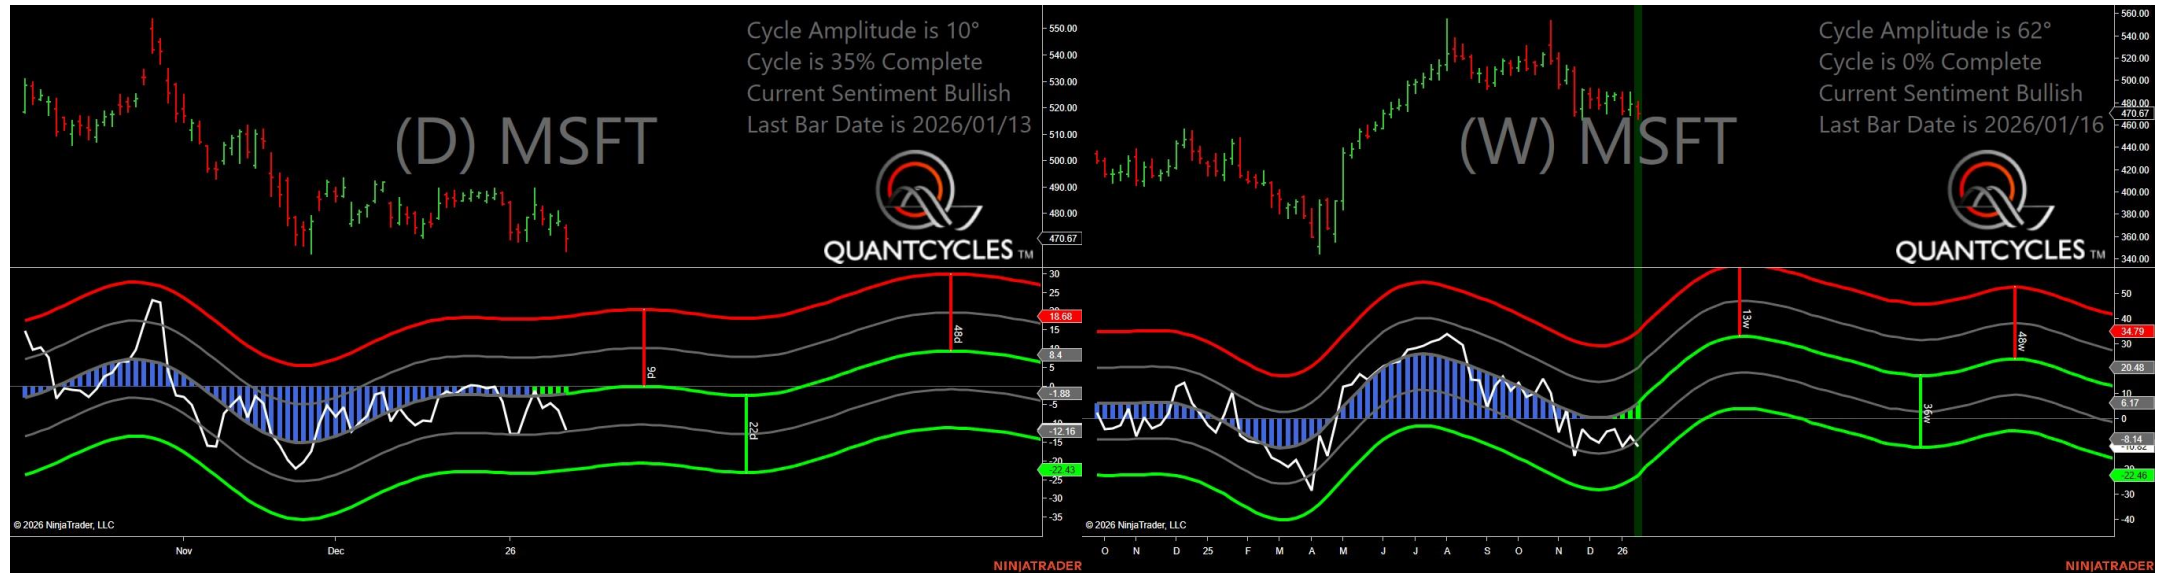 Cycle Amplitude is 10°
Cycle is 35% Complete
Current Sentiment Bullish
Last Bar Date is 2026/01/13
(D) MSFT
QUANTCYCLES TM
550.00
540.00
530.00
520.00
510.00
500.00
490.00
480.00
470.67
30
25
18.68
15
8.4
-1.88
-5
-12.16
-15
-22.43
-25
-30
-35
9d
22d
48d
© 2026 NinjaTrader, LLC
Nov
Dec
26
NINJATRADER
Cycle Amplitude is 62°
Cycle is 0% Complete
Current Sentiment Bullish
Last Bar Date is 2026/01/16
(W) MSFT
QUANTCYCLES TM
560.00
540.00
520.00
500.00
480.00
470.67
460.00
440.00
420.00
400.00
380.00
360.00
340.00
50
40
34.79
30
20.48
10
6.17
0
-8.14
-22.46
-30
-40
13w
36w
48w
© 2026 NinjaTrader, LLC
O N D 25 F M A M J J A S O N D 26
NINJATRADER